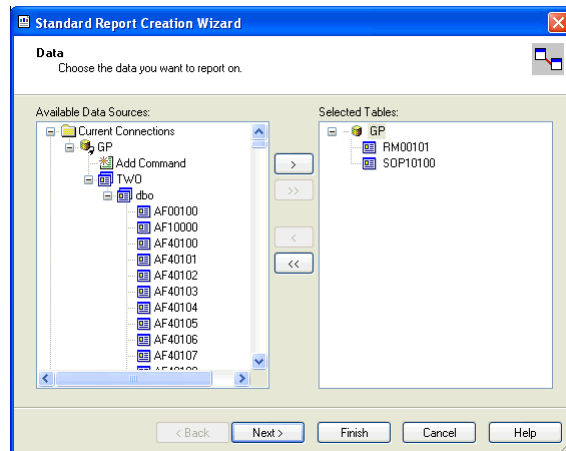 Standard Report Creation Wizard
Data
Choose the data you want to report on.
Available Data Sources:
Current Connections
GP
Add Command
TWO
dbo
AF00100
AF10000
AF40100
AF40101
AF40102
AF40103
AF40104
AF40105
AF40106
AF40107
>
>>
<
<<
Selected Tables:
GP
RM00101
SOP10100
< Back
Next >
Finish
Cancel
Help